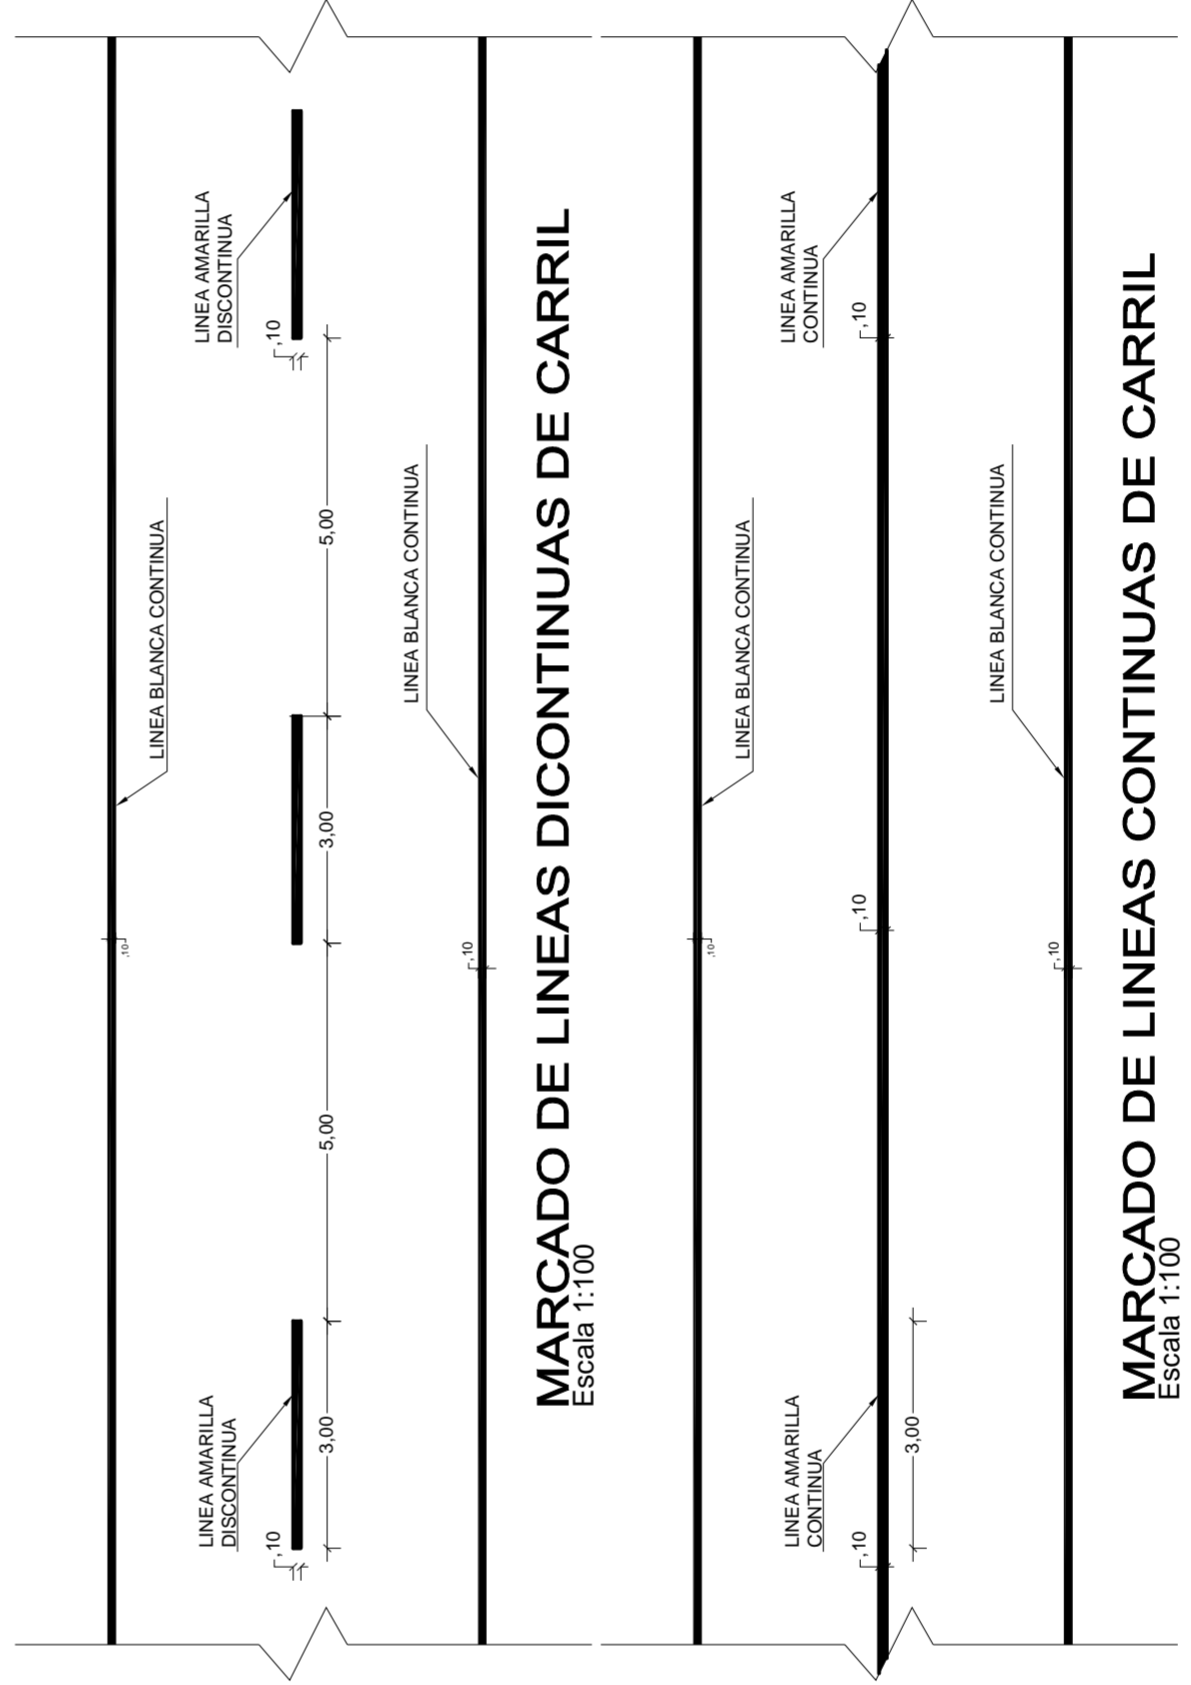 LINEA AMARILLA
DISCONTINUA
,10
3,00
5,00
,10
LINEA BLANCA CONTINUA
3,00
,10
LINEA BLANCA CONTINUA
5,00
LINEA AMARILLA
DISCONTINUA
,10
MARCADO DE LINEAS DICONTINUAS DE CARRIL
Escala 1:100
LINEA AMARILLA
CONTINUA
,10
3,00
,10
LINEA BLANCA CONTINUA
,10
,10
LINEA BLANCA CONTINUA
LINEA AMARILLA
CONTINUA
,10
MARCADO DE LINEAS CONTINUAS DE CARRIL
Escala 1:100